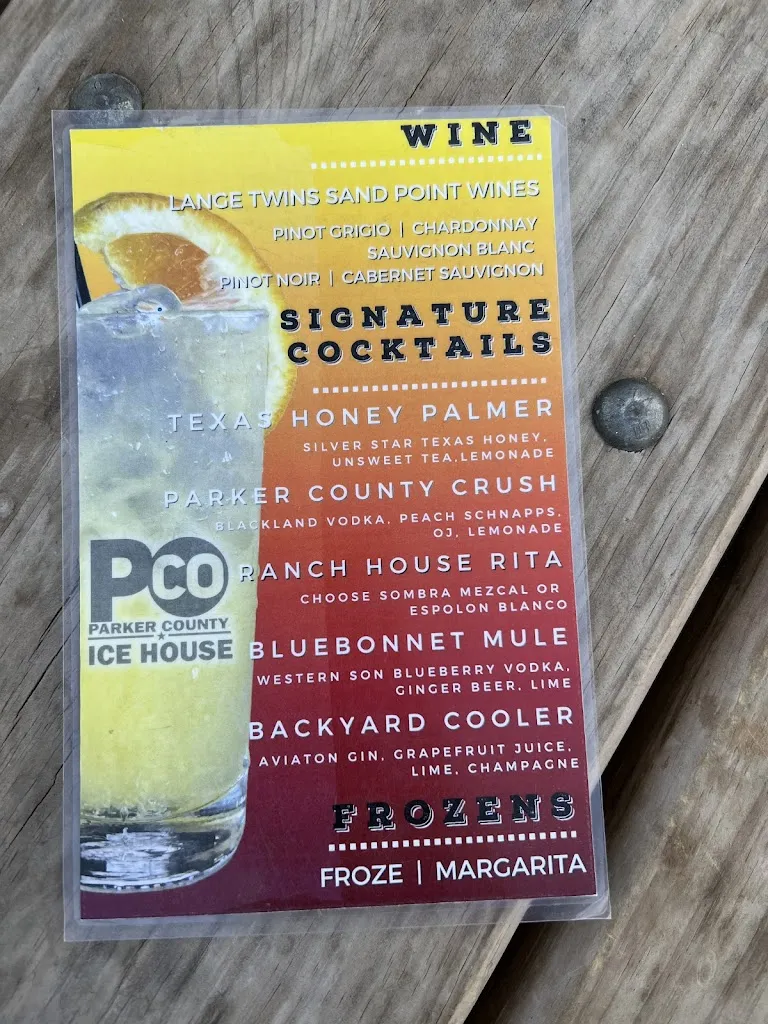 WINE
LANGE TWINS SAND POINT WINES
PINOT GRIGIO | CHARDONNAY
SAUVIGNON BLANC
PINOT NOIR | CABERNET SAUVIGNON
SIGNATURE
COCKTAILS
TEXAS HONEY PALMER
SILVER STAR TEXAS HONEY,
UNSWEET TEA,LEMONADE
PARKER COUNTY CRUSH
BLACKLAND VODKA, PEACH SCHNAPPS,
OJ, LEMONADE
RANCH HOUSE RITA
CHOOSE SOMBRA MEZCAL OR
ESPOLON BLANCO
BLUEBONNET MULE
WESTERN SON BLUEBERRY VODKA,
GINGER BEER, LIME
BACKYARD COOLER
AVIATON GIN, GRAPEFRUIT JUICE,
LIME, CHAMPAGNE
FROZENS
FROZE | MARGARITA
PCO
PARKER COUNTY
ICE HOUSE